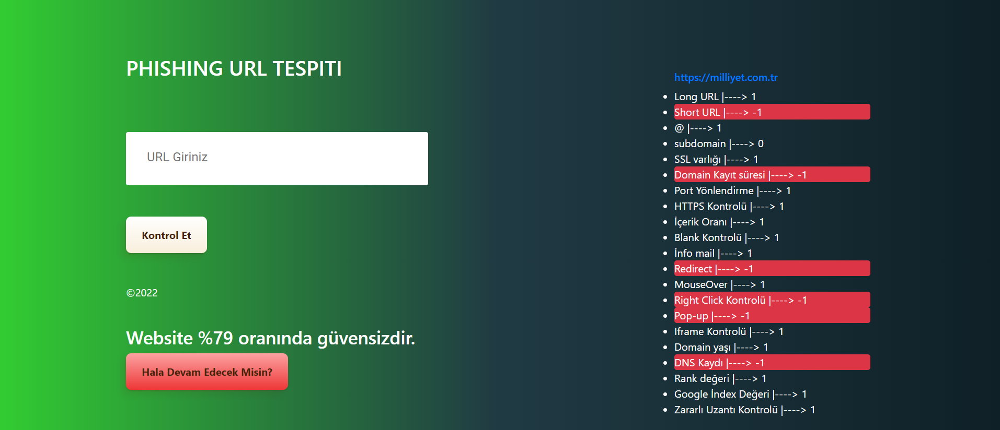 PHISHING URL TESPITI
URL Giriniz
Kontrol Et
©2022
Website %79 oranında güvensizdir.
Hala Devam Edecek Misin?
https://milliyet.com.tr
Long URL |----> 1
Short URL |----> -1
@ |----> 1
subdomain |----> 0
SSL varlığı |----> 1
Domain Kayıt süresi |----> -1
Port Yönlendirme |----> 1
HTTPS Kontrolü |----> 1
İçerik Oranı |----> 1
Blank Kontrolü |----> 1
İnfo mail |----> 1
Redirect |----> -1
MouseOver |----> 1
Right Click Kontrolü |----> -1
Pop-up |----> -1
Iframe Kontrolü |----> 1
Domain yaşı |----> 1
DNS Kaydı |----> -1
Rank değeri |----> 1
Google İndex Değeri |----> 1
Zararlı Uzantı Kontrolü |----> 1